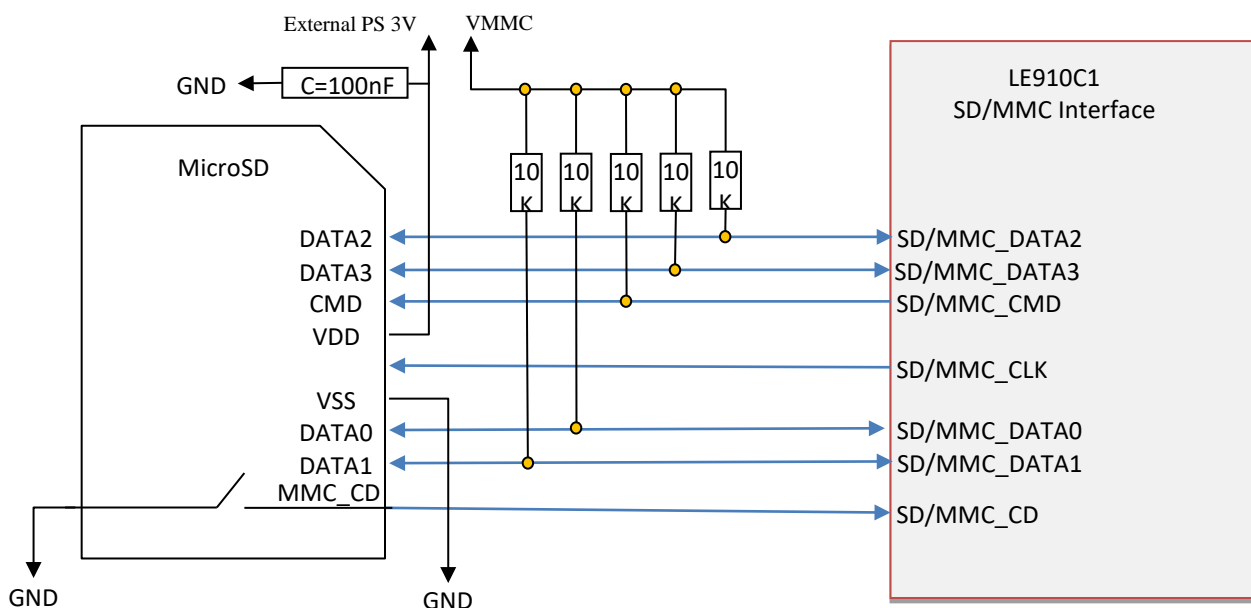 External PS 3V
VMMC
GND
C=100nF
LE910C1
SD/MMC Interface
MicroSD
10
K
10
K
10
K
10
K
10
K
DATA2
SD/MMC_DATA2
DATA3
SD/MMC_DATA3
CMD
SD/MMC_CMD
VDD
SD/MMC_CLK
VSS
DATA0
SD/MMC_DATA0
DATA1
SD/MMC_DATA1
MMC_CD
SD/MMC_CD
GND
GND